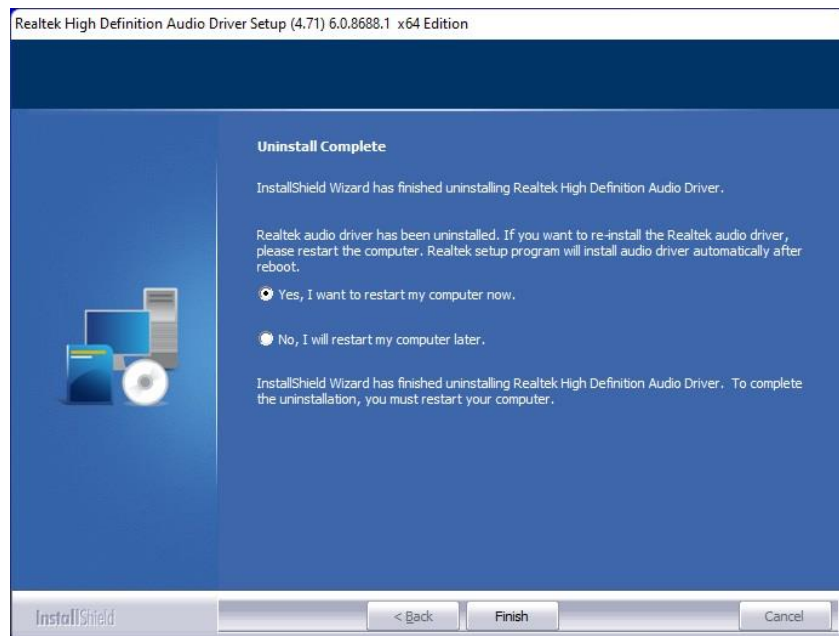 Realtek High Definition Audio Driver Setup (4.71) 6.0.8688.1 x64 Edition
Uninstall Complete
InstallShield Wizard has finished uninstalling Realtek High Definition Audio Driver.
Realtek audio driver has been uninstalled. If you want to re-install the Realtek audio driver,
please restart the computer. Realtek setup program will install audio driver automatically after
reboot.
Yes, I want to restart my computer now.
No, I will restart my computer later.
InstallShield Wizard has finished uninstalling Realtek High Definition Audio Driver. To complete
the uninstallation, you must restart your computer.
InstallShield
< Back Finish Cancel